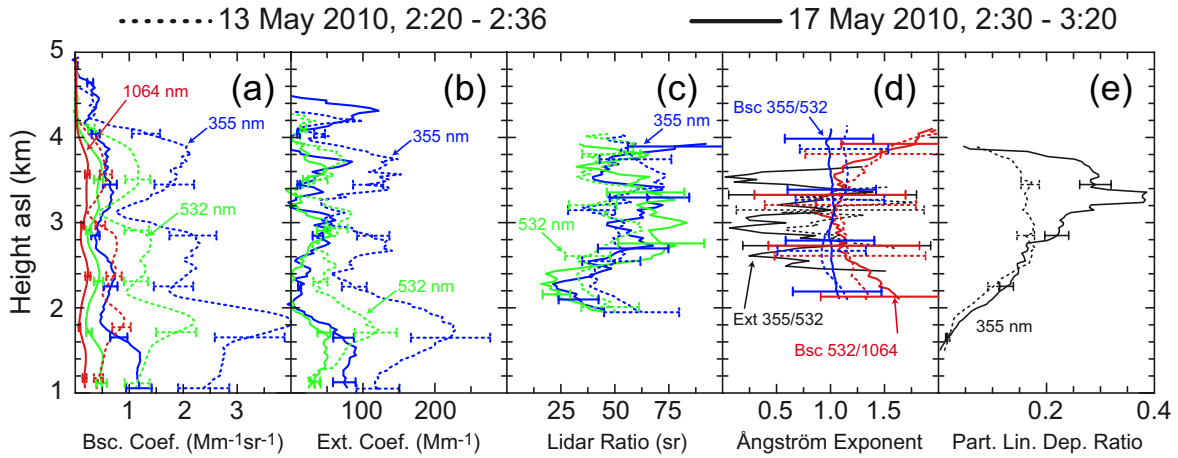 13 May 2010, 2:20 - 2:36 17 May 2010, 2:30 - 3:20
(a) (b) (c) (d) (e)
1064 nm
355 nm
532 nm
355 nm
532 nm
355 nm
532 nm
Bsc 355/532
Ext 355/532
Bsc 532/1064
355 nm
Height asl (km)
5
4
3
2
1
1 2 3
100 200
25 50 75
0.5 1.0 1.5
0.2 0.4
Bsc. Coef. (Mm⁻¹sr⁻¹) Ext. Coef. (Mm⁻¹) Lidar Ratio (sr) Ångström Exponent Part. Lin. Dep. Ratio